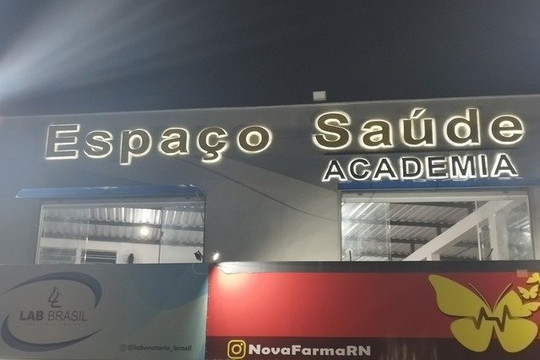 Espaço Saúde
ACADEMIA
LAB BRASIL
NovaFarmaRN